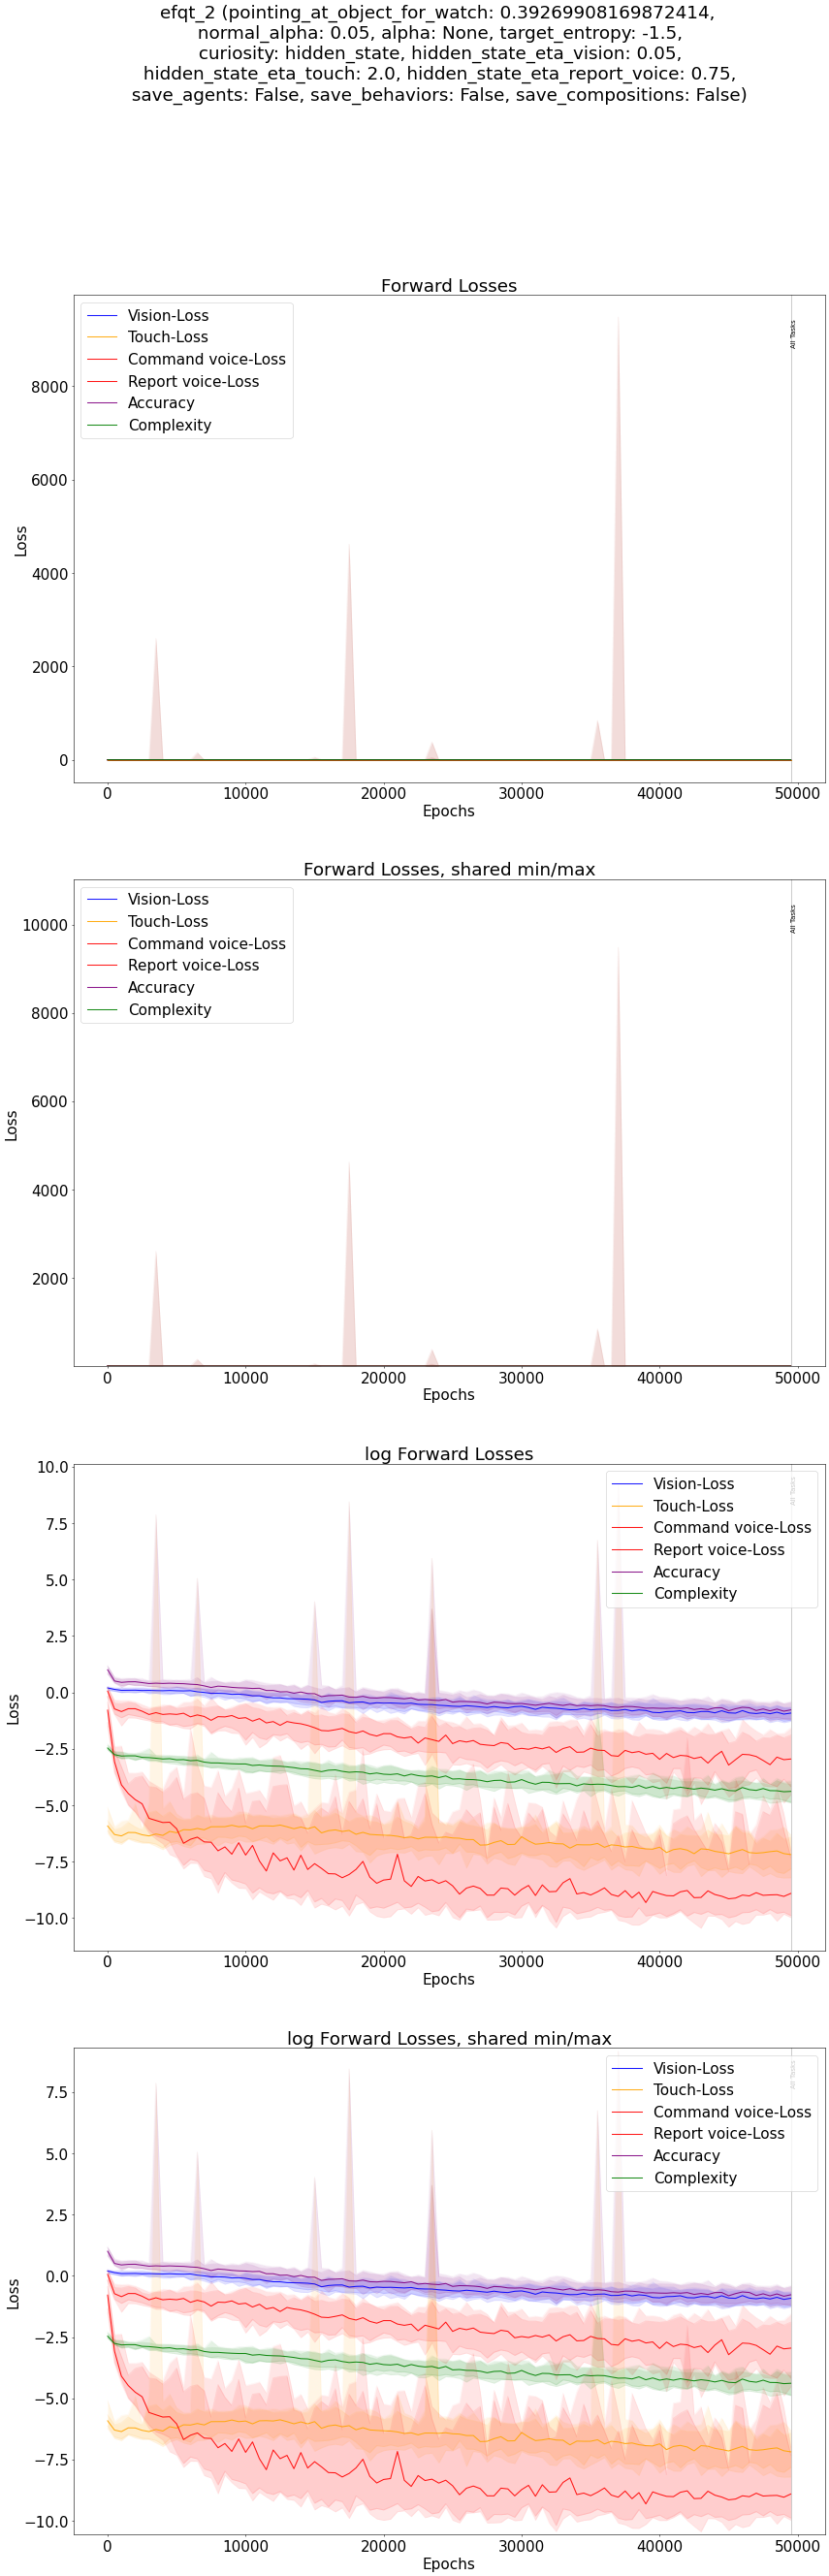 efqt_2 (pointing_at_object_for_watch: 0.39269908169872414,
normal_alpha: 0.05, alpha: None, target_entropy: -1.5,
curiosity: hidden_state, hidden_state_eta_vision: 0.05,
hidden_state_eta_touch: 2.0, hidden_state_eta_report_voice: 0.75,
save_agents: False, save_behaviors: False, save_compositions: False)
Forward Losses
Vision-Loss
Touch-Loss
Command voice-Loss
Report voice-Loss
Accuracy
Complexity
All Tasks
8000
6000
4000
2000
0
Loss
0 10000 20000 30000 40000 50000
Epochs
Forward Losses, shared min/max
Vision-Loss
Touch-Loss
Command voice-Loss
Report voice-Loss
Accuracy
Complexity
All Tasks
10000
8000
6000
4000
2000
Loss
0 10000 20000 30000 40000 50000
Epochs
log Forward Losses
Vision-Loss
Touch-Loss
Command voice-Loss
Report voice-Loss
Accuracy
Complexity
All Tasks
10.0
7.5
5.0
2.5
0.0
−2.5
−5.0
−7.5
−10.0
Loss
0 10000 20000 30000 40000 50000
Epochs
log Forward Losses, shared min/max
Vision-Loss
Touch-Loss
Command voice-Loss
Report voice-Loss
Accuracy
Complexity
All Tasks
7.5
5.0
2.5
0.0
−2.5
−5.0
−7.5
−10.0
Loss
0 10000 20000 30000 40000 50000
Epochs